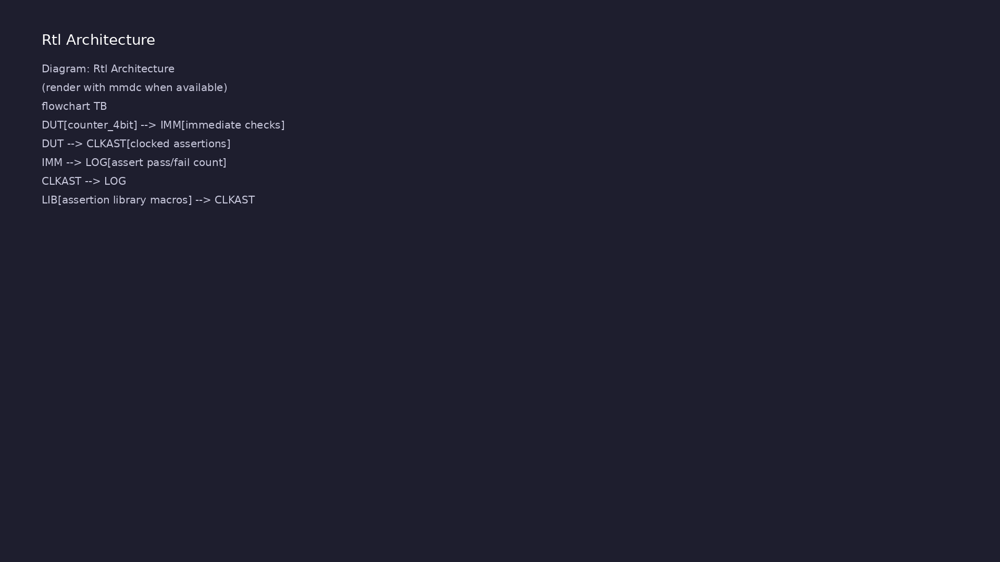 Rtl Architecture
Diagram: Rtl Architecture
(render with mmdc when available)
flowchart TB
DUT[counter_4bit] --> IMM[immediate checks]
DUT --> CLKAST[clocked assertions]
IMM --> LOG[assert pass/fail count]
CLKAST --> LOG
LIB[assertion library macros] --> CLKAST